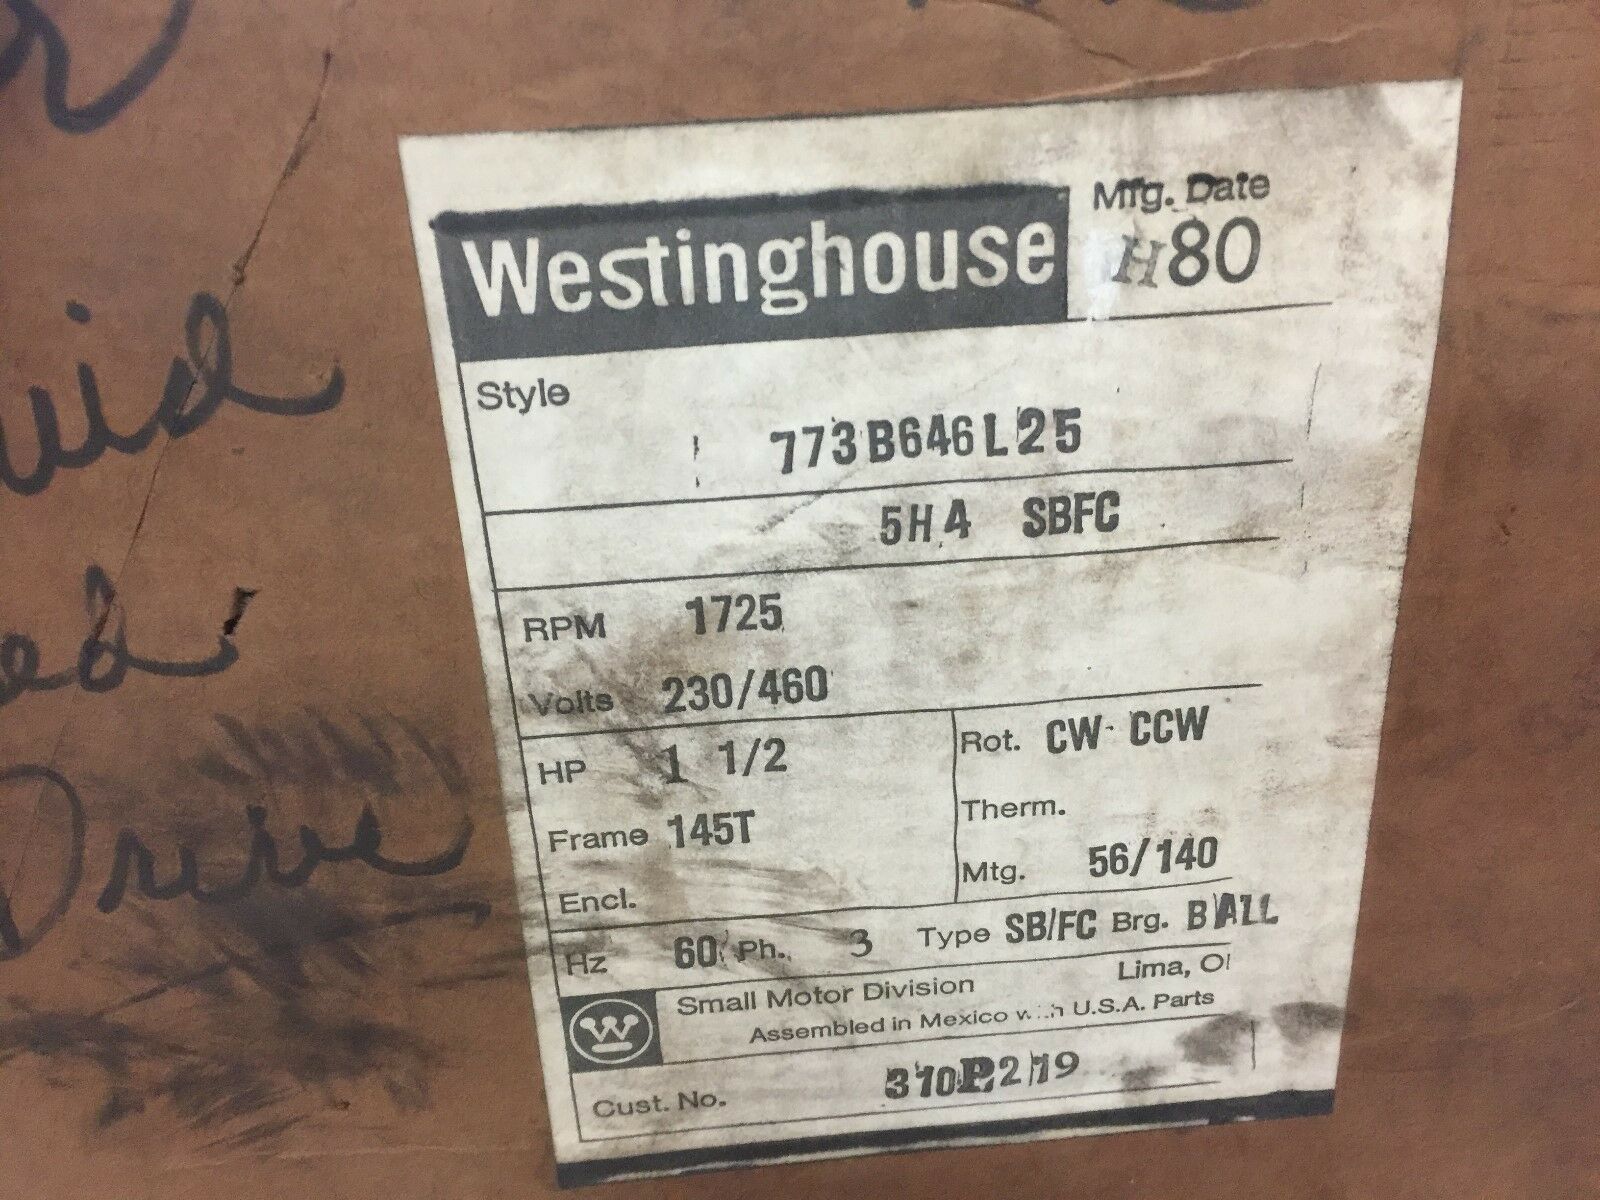 Westinghouse
Mfg. Date
H80
Style
773B646L25
5H4 SBFC
RPM 1725
Volts 230/460
HP 1 1/2
Rot. CW CCW
Frame 145T
Therm.
Encl.
Mtg. 56/140
Hz 60 Ph. 3 Type SB/FC Brg. BALL
W
Small Motor Division Lima,
Assembled in Mexico U.S.A. Parts
Cust. No. 310P219
Drive